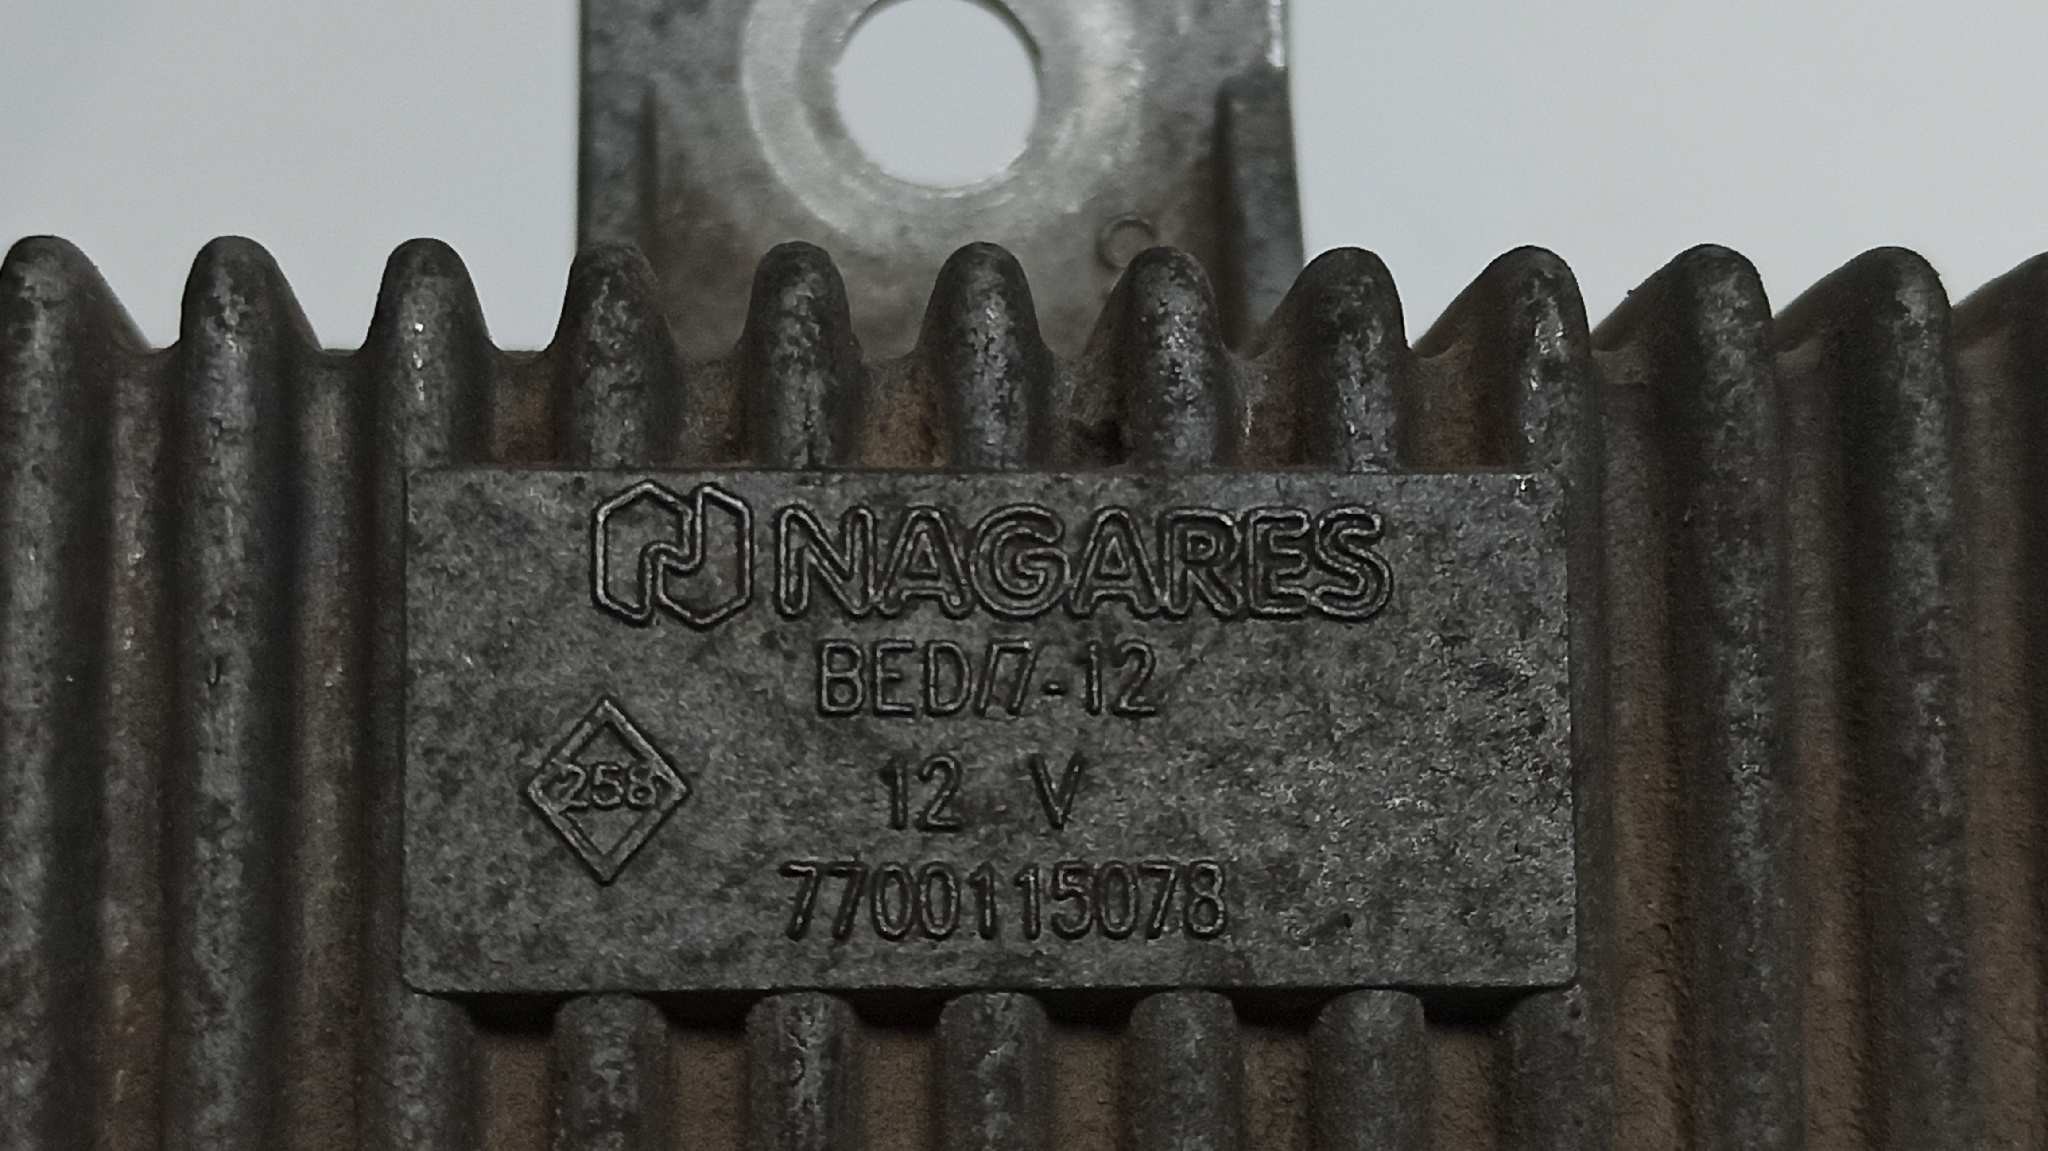 NAGARES
BED/7-12
258
12 V
7700115078